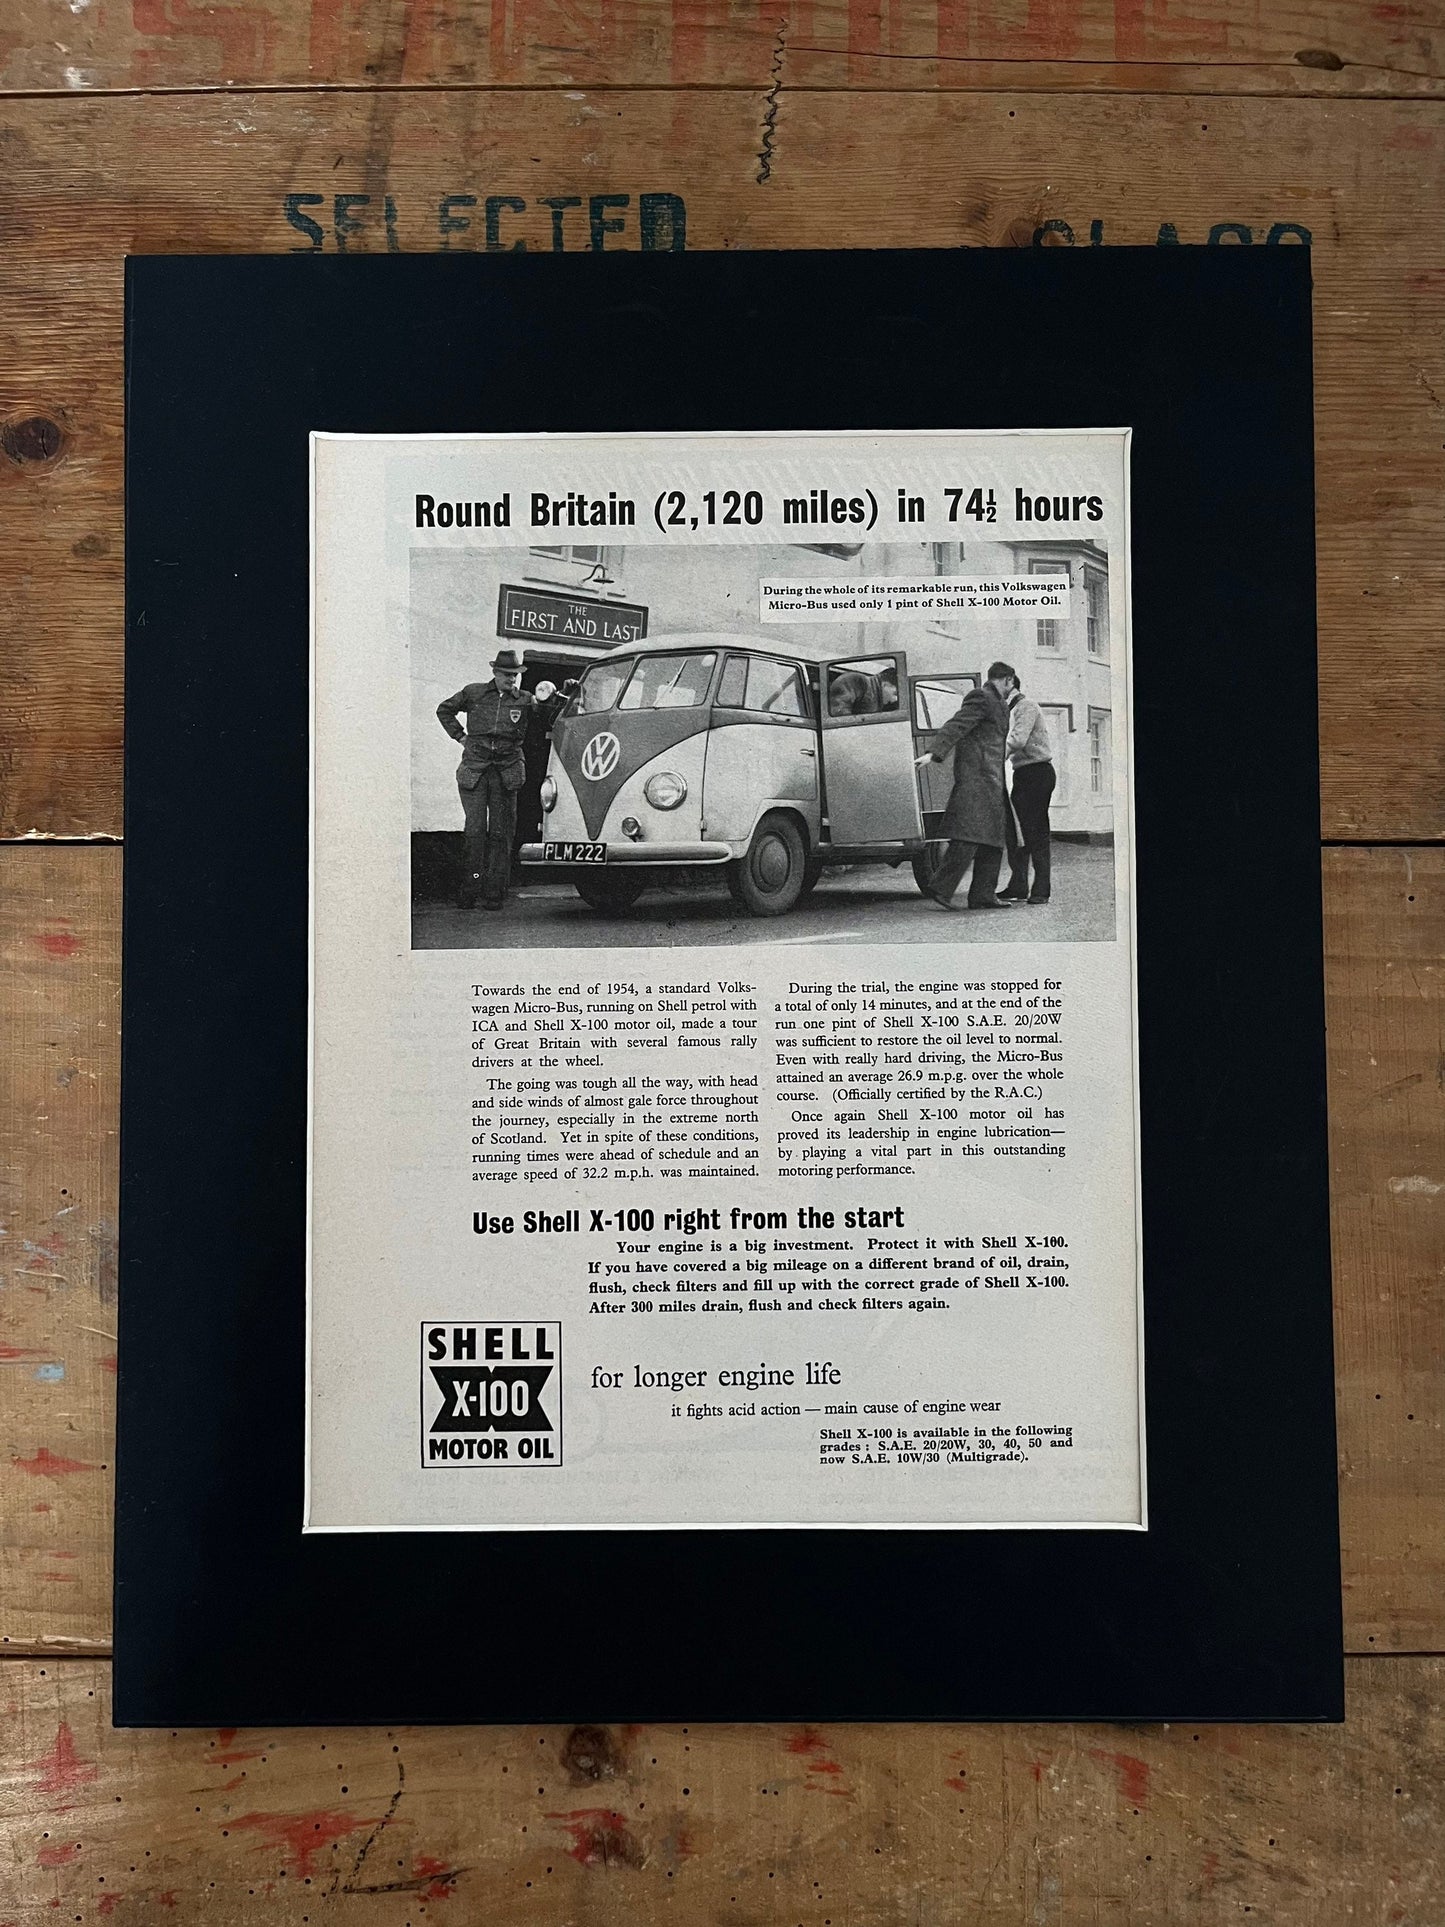 SELECTED
Round Britain (2,120 miles) in 74½ hours
During the whole of its remarkable run, this Volkswagen
Micro-Bus used only 1 pint of Shell X-100 Motor Oil.
THE
FIRST AND LAST
PLM 222
Towards the end of 1954, a standard Volks-
wagen Micro-Bus, running on Shell petrol with
ICA and Shell X-100 motor oil, made a tour
of Great Britain with several famous rally
drivers at the wheel.
The going was tough all the way, with head
and side winds of almost gale force throughout
the journey, especially in the extreme north
of Scotland. Yet in spite of these conditions,
running times were ahead of schedule and an
average speed of 32.2 m.p.h. was maintained.
During the trial, the engine was stopped for
a total of only 14 minutes, and at the end of the
run one pint of Shell X-100 S.A.E. 20/20W
was sufficient to restore the oil level to normal.
Even with really hard driving, the Micro-Bus
attained an average 26.9 m.p.g. over the whole
course. (Officially certified by the R.A.C.)
Once again Shell X-100 motor oil has
proved its leadership in engine lubrication—
by playing a vital part in this outstanding
motoring performance.
Use Shell X-100 right from the start
Your engine is a big investment. Protect it with Shell X-100.
If you have covered a big mileage on a different brand of oil, drain,
flush, check filters and fill up with the correct grade of Shell X-100.
After 300 miles drain, flush and check filters again.
SHELL
X-100
MOTOR OIL
for longer engine life
it fights acid action — main cause of engine wear
Shell X-100 is available in the following
grades : S.A.E. 20/20W, 30, 40, 50 and
now S.A.E. 10W/30 (Multigrade).